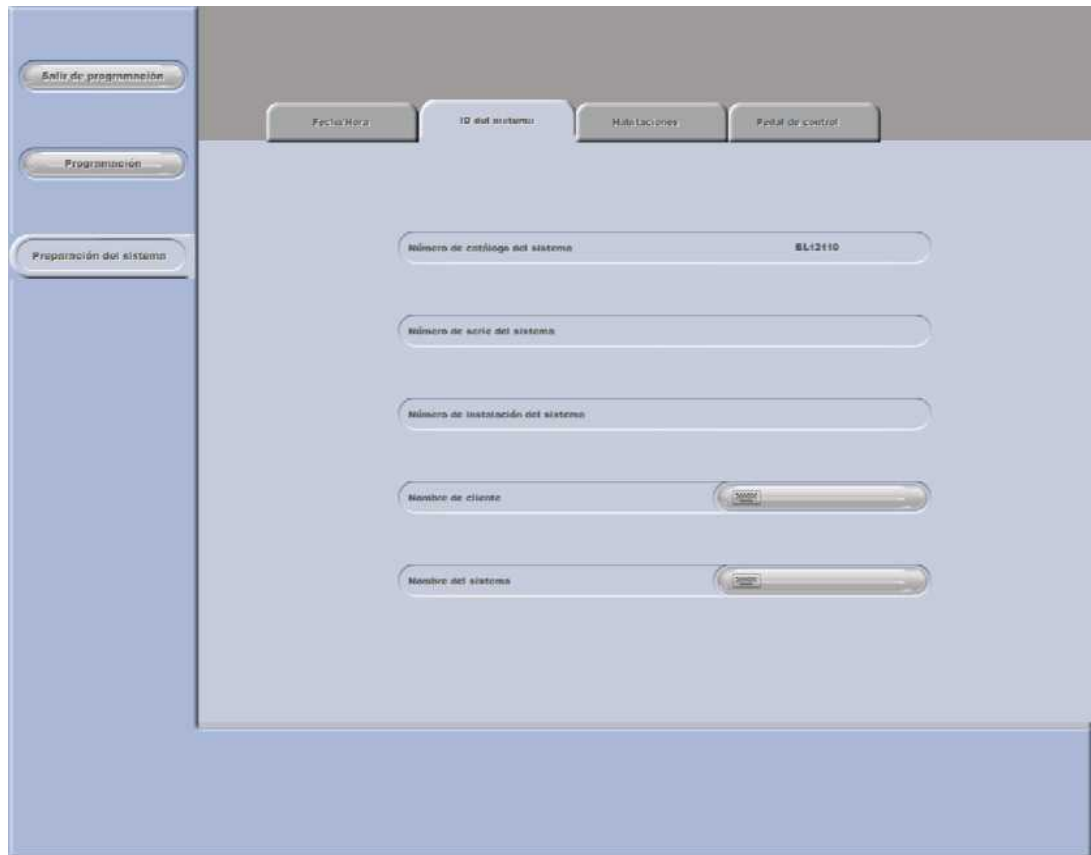 Salir de programación
Fecha/Hora
ID del sistema
Habitaciones
Pedal de control
Programación
Número de catálogo del sistema
BL12110
Preparación del sistema
Número de serie del sistema
Número de instalación del sistema
Nombre de cliente
Nombre del sistema